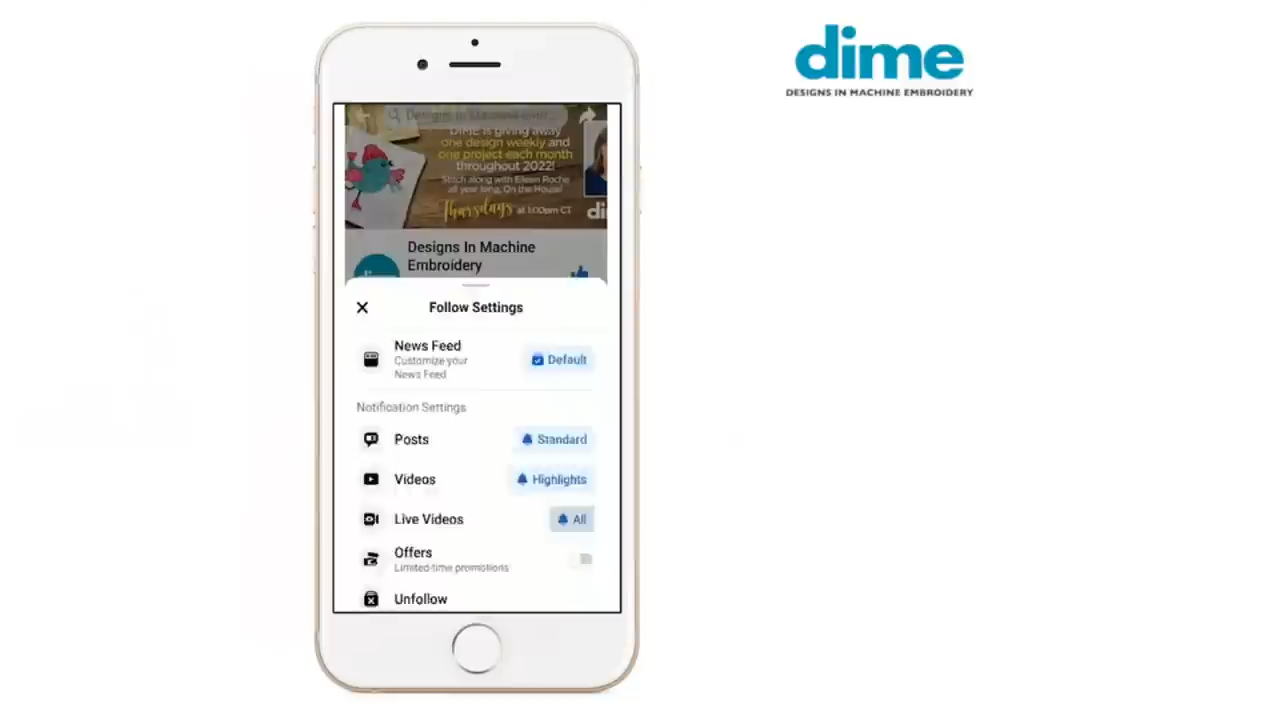 dime
DESIGNS IN MACHINE EMBROIDERY
Designs in Machine Embr...
DIME is giving away
one design weekly and
one project each month
throughout 2022!
Stitch along with Eileen Roche
all year long, On the House!
Thursdays at 1:00pm CT
di
Designs In Machine
Embroidery
dime
Follow Settings
News Feed
Customize your
News Feed
Default
Notification Settings
Posts
Standard
Videos
Highlights
Live Videos
All
Offers
Limited-time promotions
Unfollow